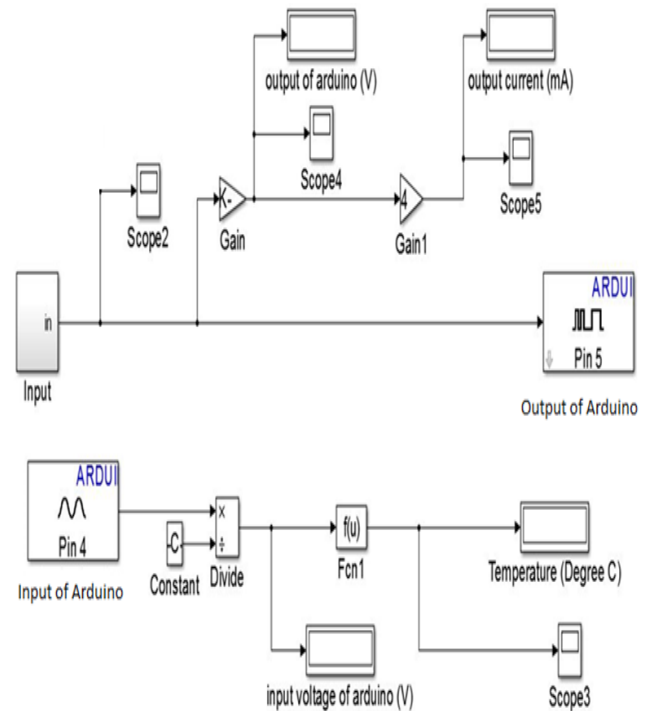 output of arduino (V)
output current (mA)
Scope4
Scope5
Scope2
K-
Gain
4
Gain1
in
Input
ARDUI
Pin 5
Output of Arduino
ARDUI
Pin 4
Input of Arduino
-C-
Constant
×
÷
Divide
f(u)
Fcn1
Temperature (Degree C)
input voltage of arduino (V)
Scope3